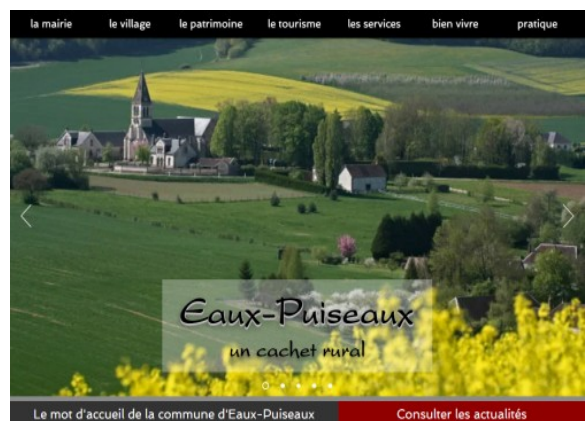 la mairie le village le patrimoine le tourisme les services bien vivre pratique
Eaux-Puiseaux
un cachet rural
Le mot d'accueil de la commune d'Eaux-Puiseaux Consulter les actualités